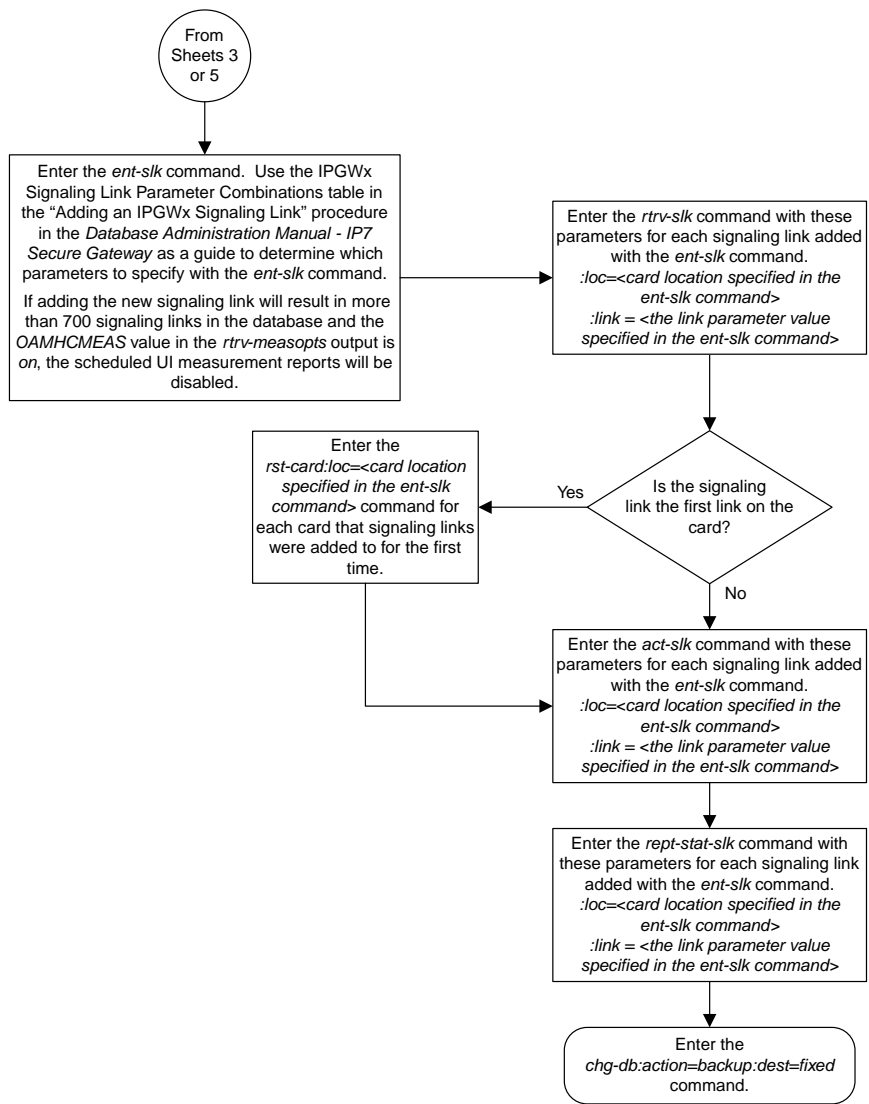 From
Sheets 3
or 5
Enter the ent-slk command. Use the IPGWx
Signaling Link Parameter Combinations table in
the “Adding an IPGWx Signaling Link” procedure
in the Database Administration Manual - IP7
Secure Gateway as a guide to determine which
parameters to specify with the ent-slk command.
If adding the new signaling link will result in more
than 700 signaling links in the database and the
OAMHCMEAS value in the rtrv-measopts output is
on, the scheduled UI measurement reports will be
disabled.
Enter the rtrv-slk command with these
parameters for each signaling link added
with the ent-slk command.
:loc=<card location specified in the
ent-slk command>
:link = <the link parameter value
specified in the ent-slk command>
Is the signaling
link the first link on the
card?
Yes
Enter the
rst-card:loc=<card location
specified in the ent-slk
command> command for
each card that signaling links
were added to for the first
time.
No
Enter the act-slk command with these
parameters for each signaling link added
with the ent-slk command.
:loc=<card location specified in the
ent-slk command>
:link = <the link parameter value
specified in the ent-slk command>
Enter the rept-stat-slk command with
these parameters for each signaling link
added with the ent-slk command.
:loc=<card location specified in the
ent-slk command>
:link = <the link parameter value
specified in the ent-slk command>
Enter the
chg-db:action=backup:dest=fixed
command.